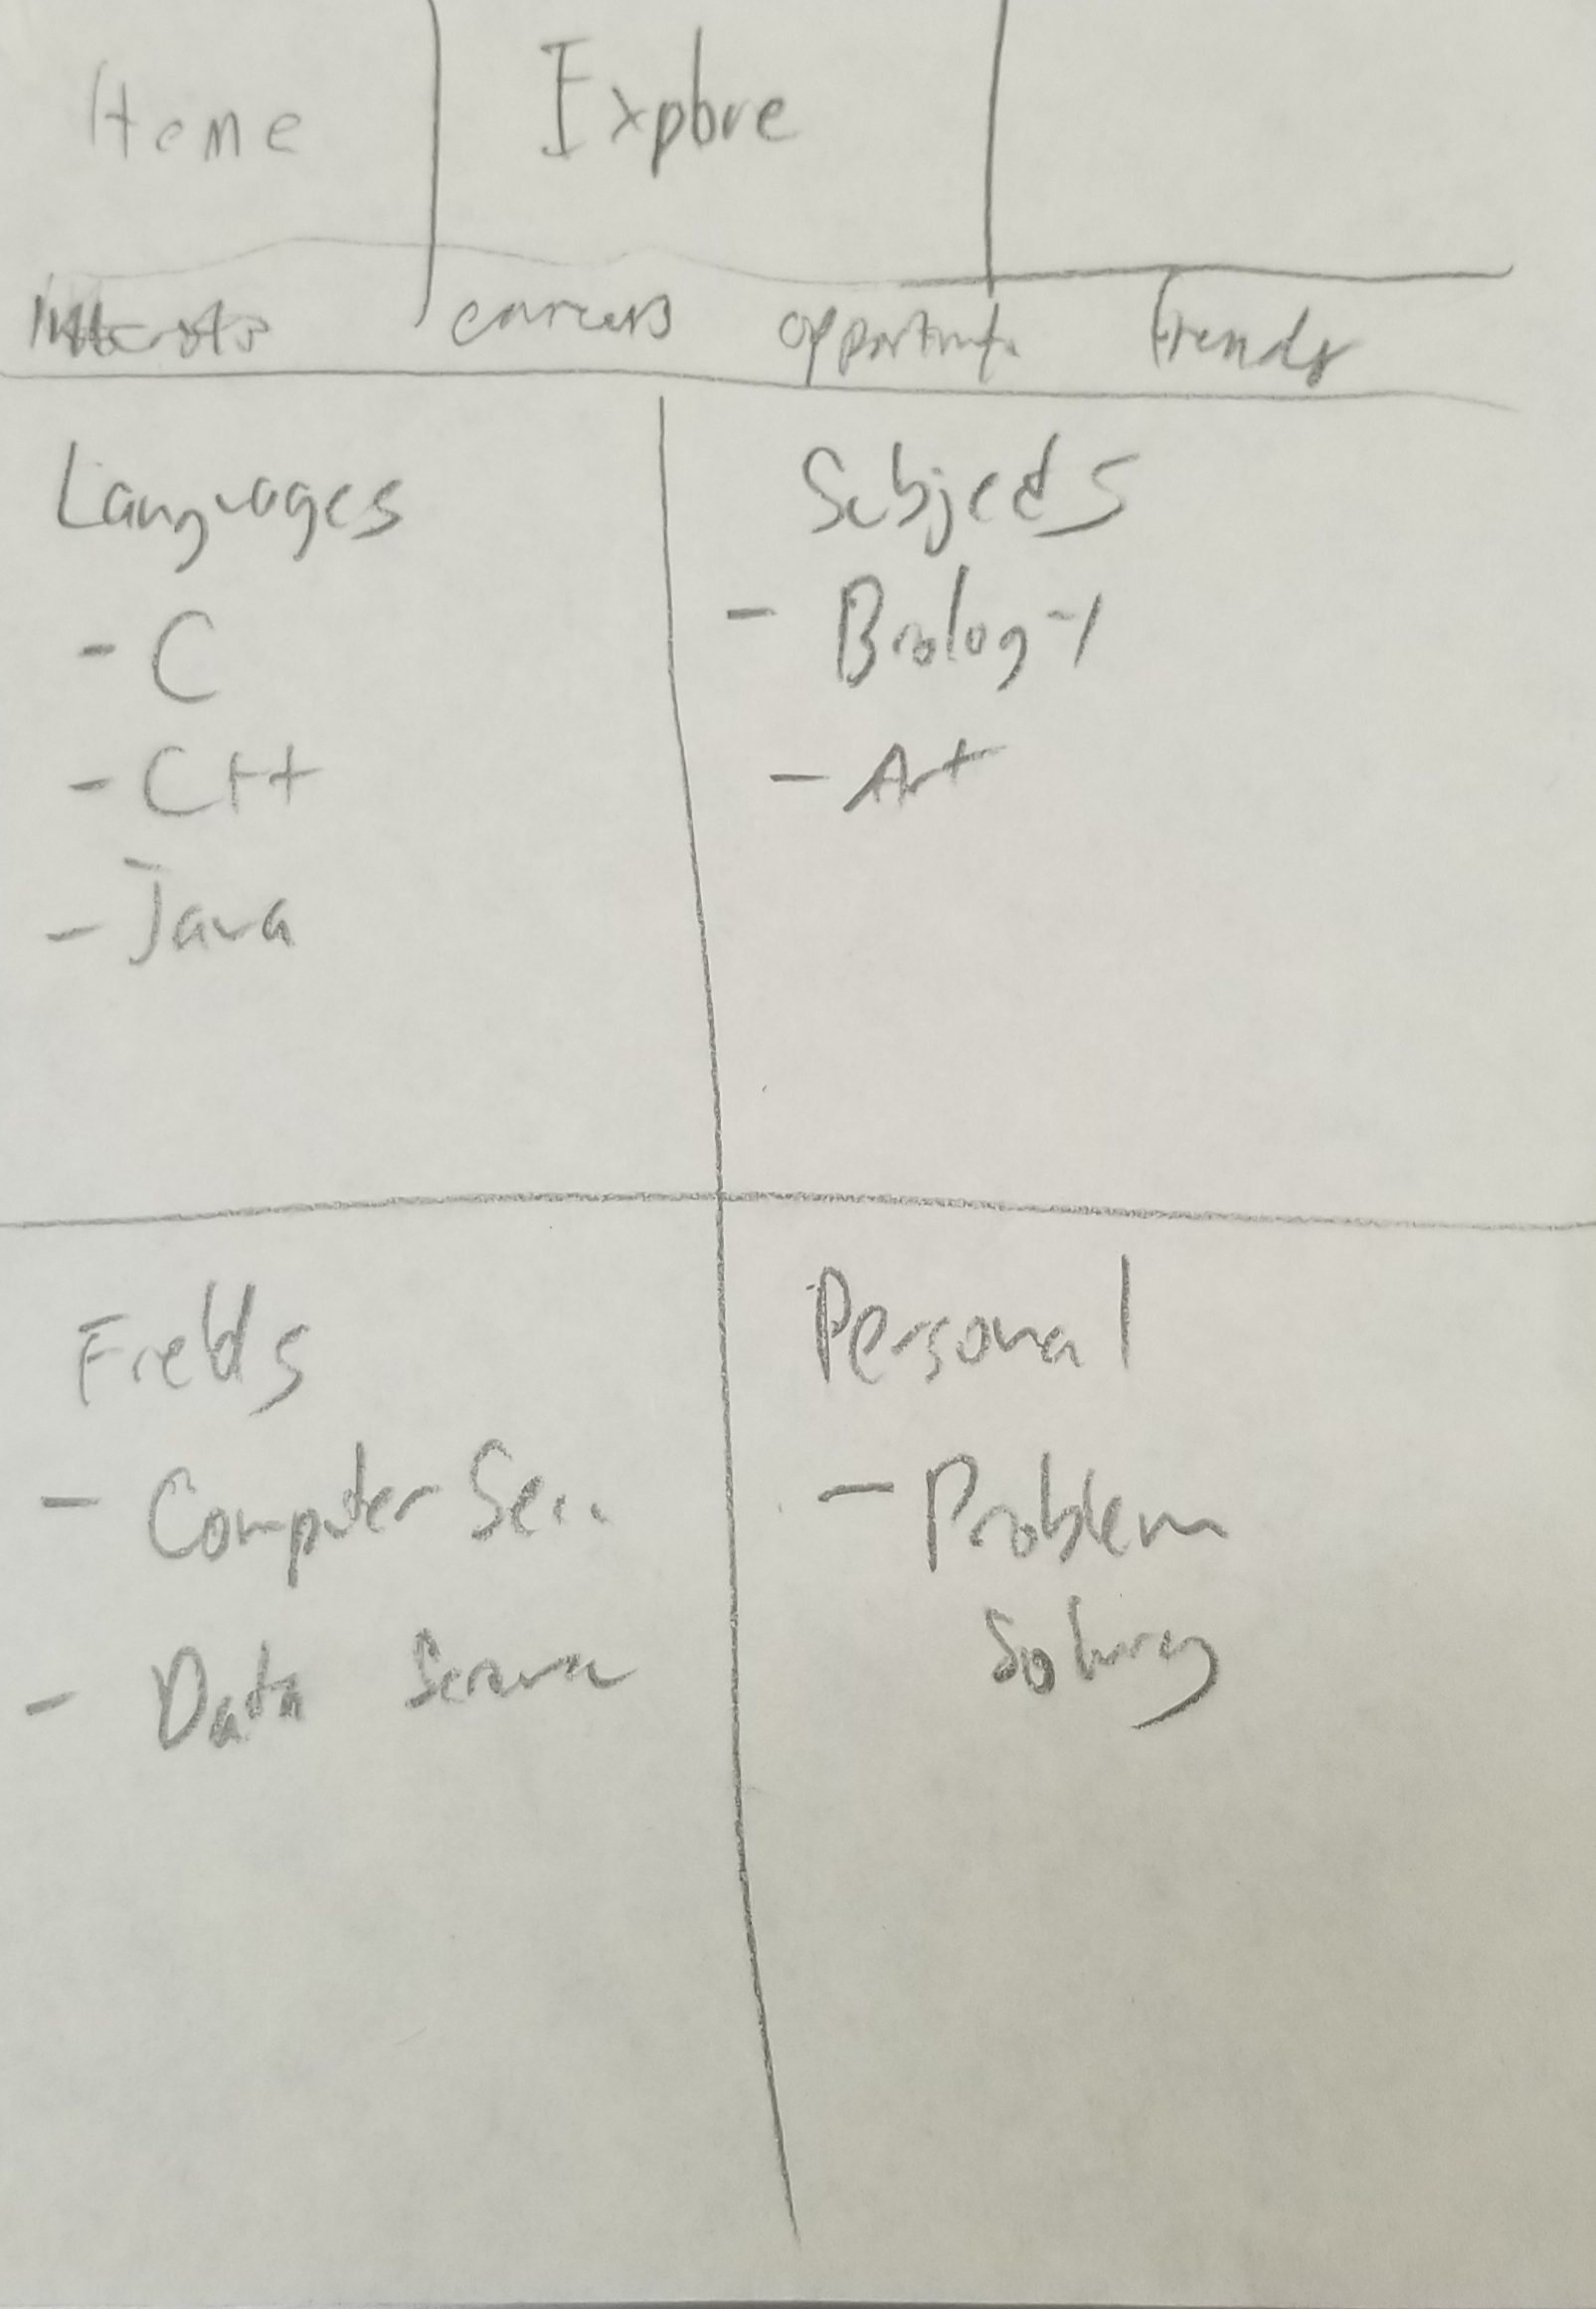 Home Explore
Interests careers opportunit. Trends
Languages
- C
- C++
- Java
Subjects
- Biology
- Art
Fields
- Computer Sci..
- Data Science
Personal
- Problem
Solving